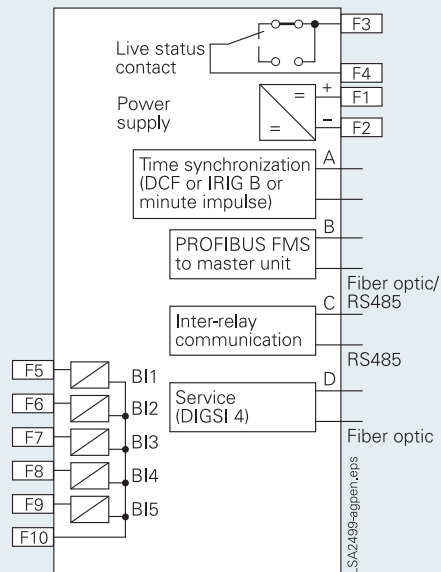 F3
Live status
contact
F4
Power
supply
=
=
+
F1
−
F2
A
Time synchronization
(DCF or IRIG B or
minute impulse)
B
PROFIBUS FMS
to master unit
Fiber optic/
RS485
C
Inter-relay
communication
RS485
D
Service
(DIGSI 4)
Fiber optic
F5
BI1
F6
BI2
F7
BI3
F8
BI4
F9
BI5
F10
LSA2499-agpen.eps